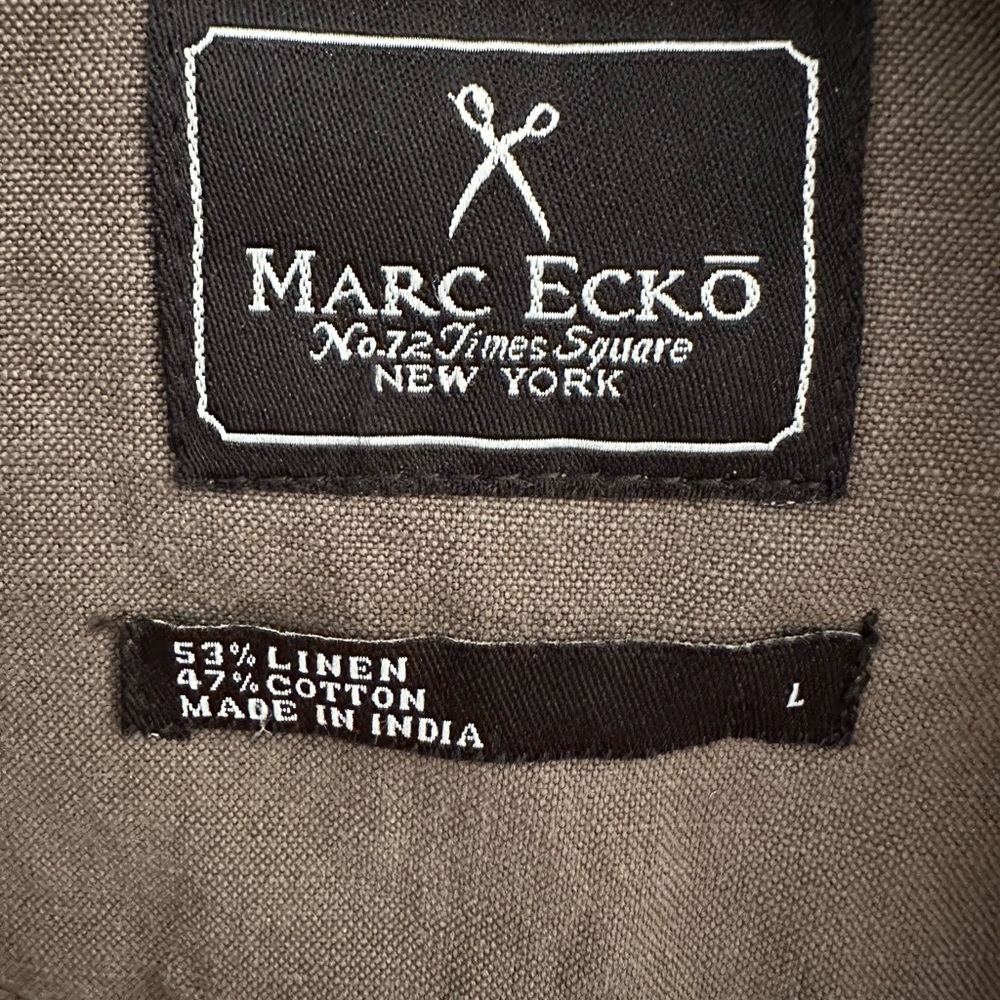 MARC ECKŌ
No.12 Times Square
NEW YORK
53% LINEN
47% COTTON
MADE IN INDIA
L